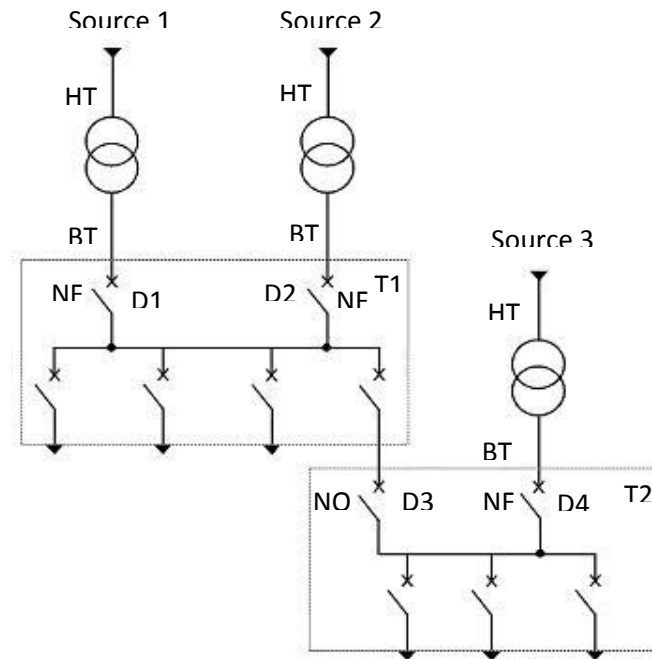 Source 1
Source 2
HT
HT
BT
BT
Source 3
NF
D1
D2
NF
T1
HT
BT
NO
D3
NF
D4
T2